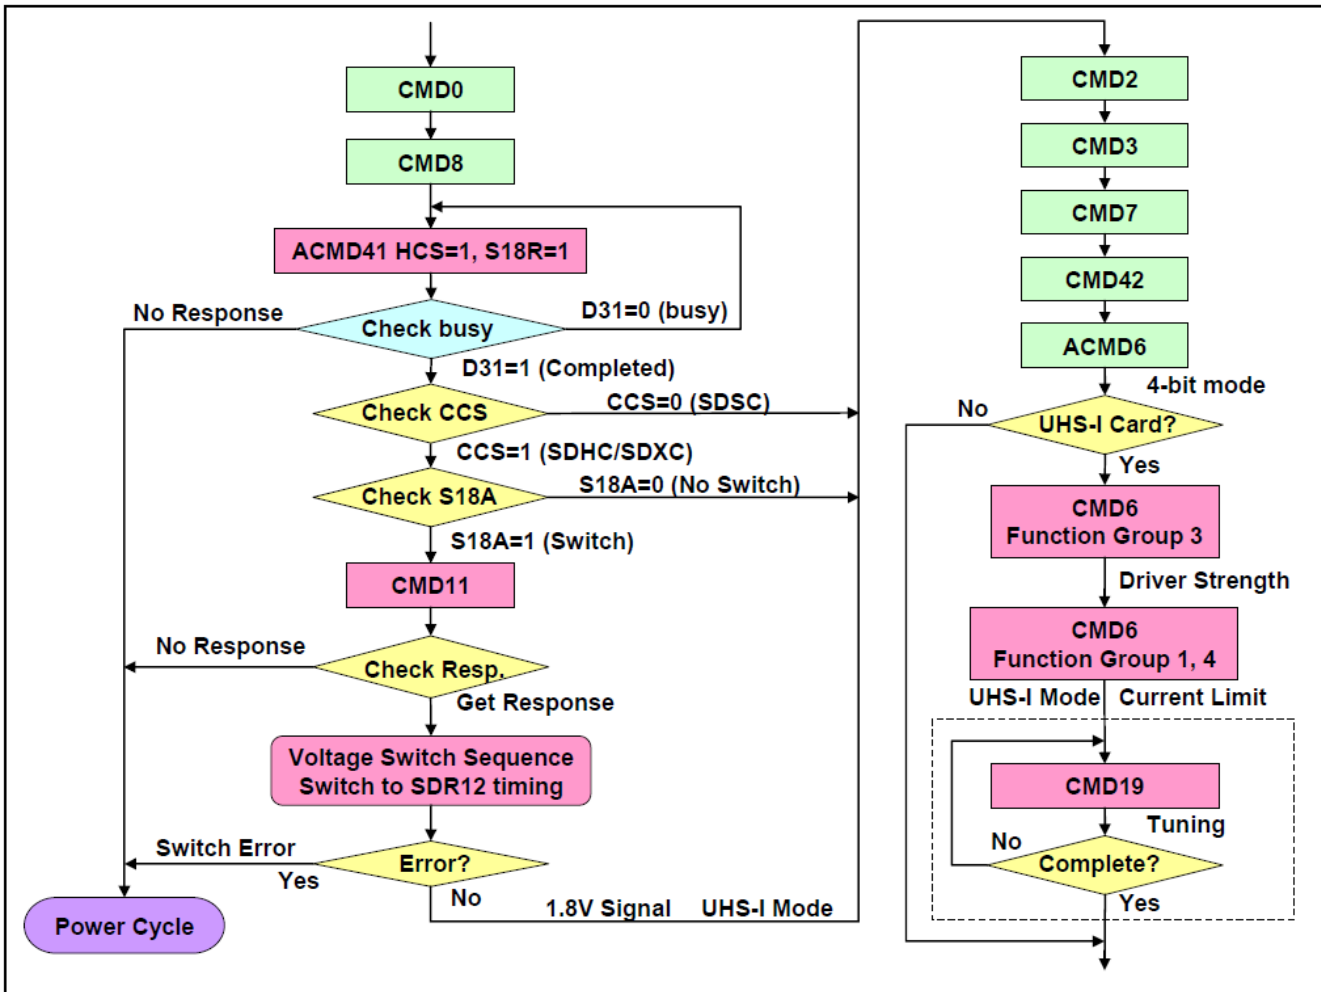 CMD0
CMD8
ACMD41 HCS=1, S18R=1
No Response
Check busy
D31=0 (busy)
D31=1 (Completed)
Check CCS
CCS=0 (SDSC)
CCS=1 (SDHC/SDXC)
Check S18A
S18A=0 (No Switch)
S18A=1 (Switch)
CMD11
No Response
Check Resp.
Get Response
Voltage Switch Sequence
Switch to SDR12 timing
Switch Error
Error?
Yes
No
1.8V Signal UHS-I Mode
Power Cycle
CMD2
CMD3
CMD7
CMD42
ACMD6
4-bit mode
No
UHS-I Card?
Yes
CMD6
Function Group 3
Driver Strength
CMD6
Function Group 1, 4
UHS-I Mode Current Limit
CMD19
Tuning
No
Complete?
Yes